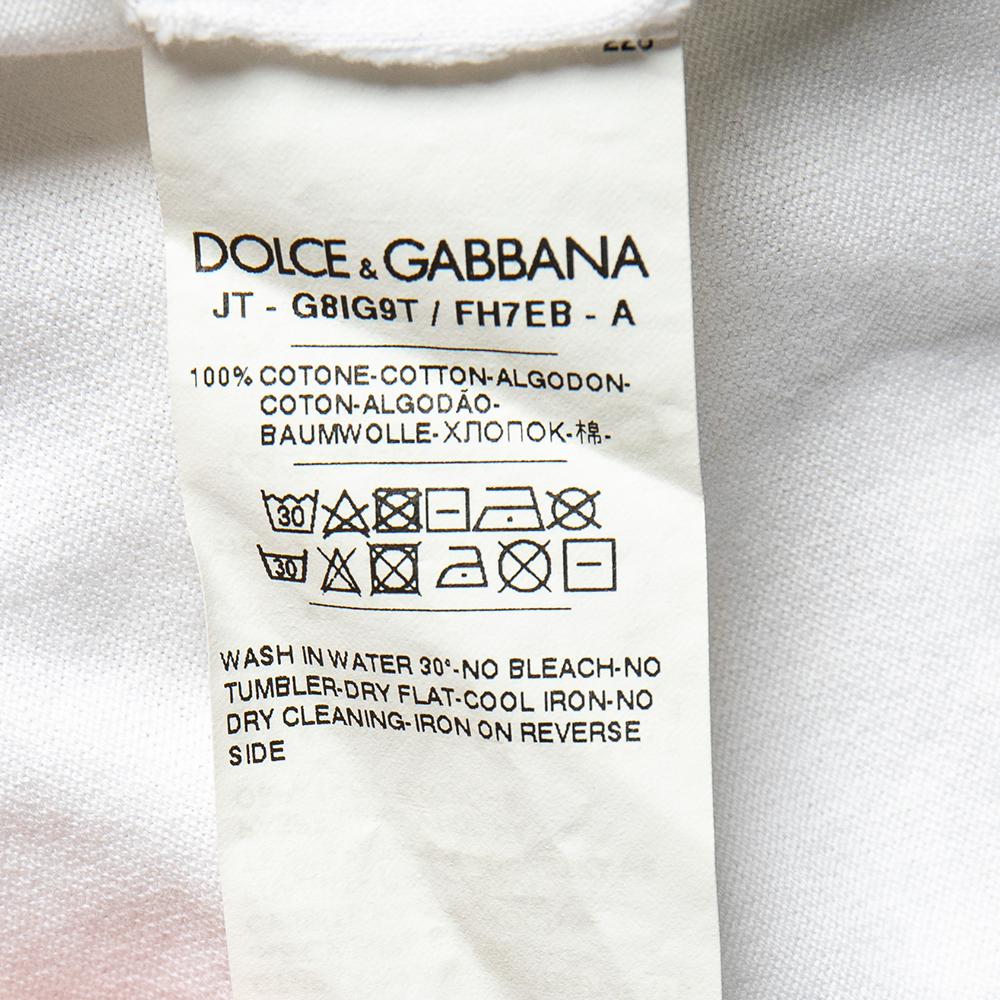 DOLCE & GABBANA
JT - G8IG9T / FH7EB - A
100% COTONE-COTTON-ALGODON-
COTON-ALGODÃO-
BAUMWOLLE-ХЛОПОК-棉-
30
30
WASH IN WATER 30°-NO BLEACH-NO
TUMBLER-DRY FLAT-COOL IRON-NO
DRY CLEANING-IRON ON REVERSE
SIDE